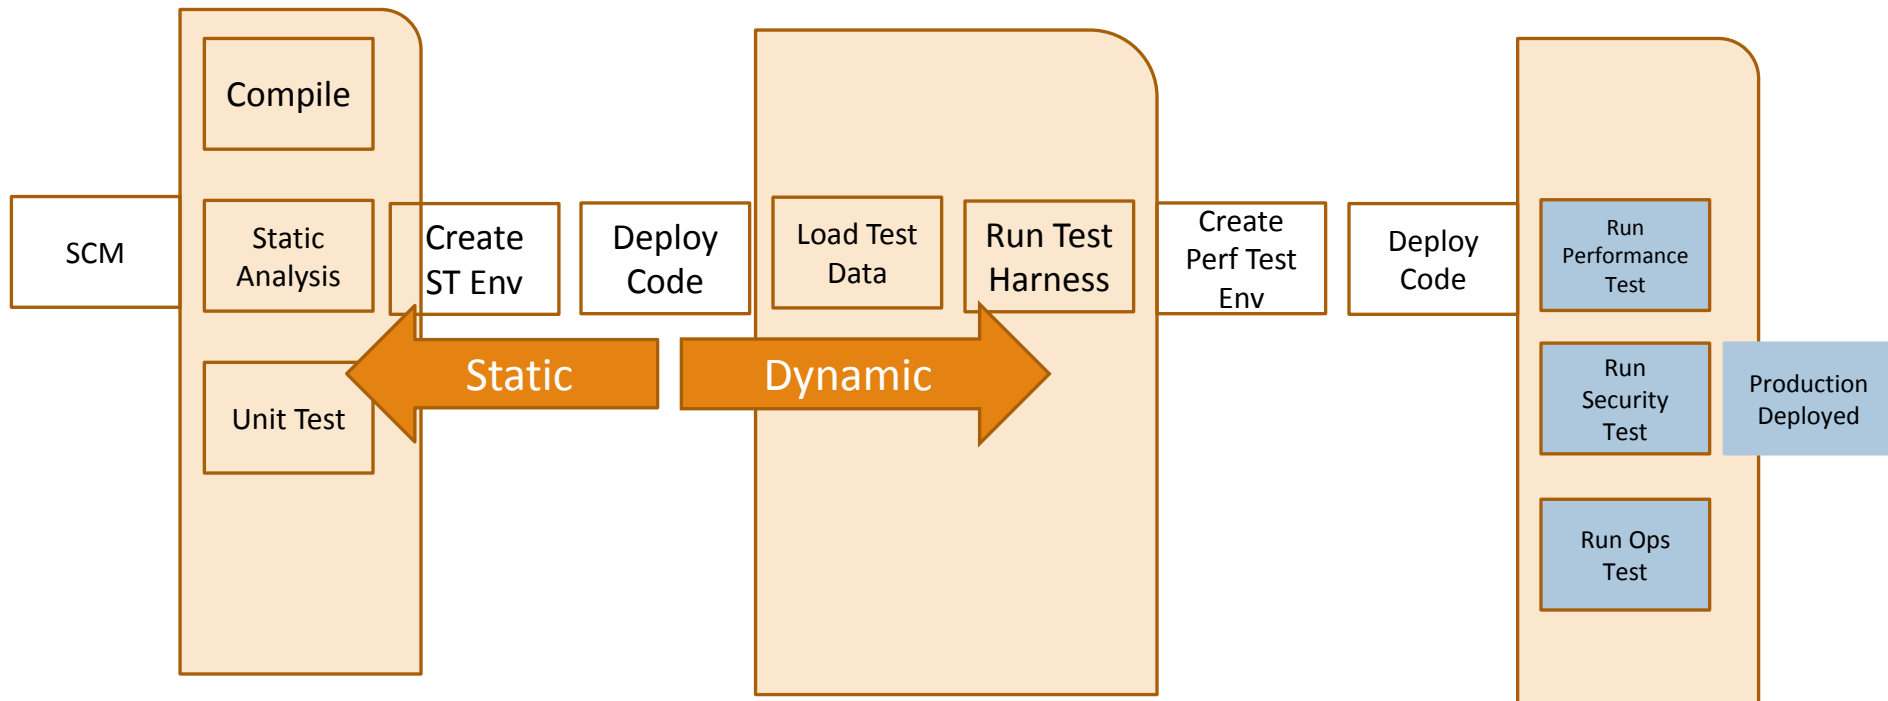 Compile
SCM
Static
Analysis
Unit Test
Create
ST Env
Deploy
Code
Static
Dynamic
Load Test
Data
Run Test
Harness
Create
Perf Test
Env
Deploy
Code
Run
Performance
Test
Run
Security
Test
Run Ops
Test
Production
Deployed